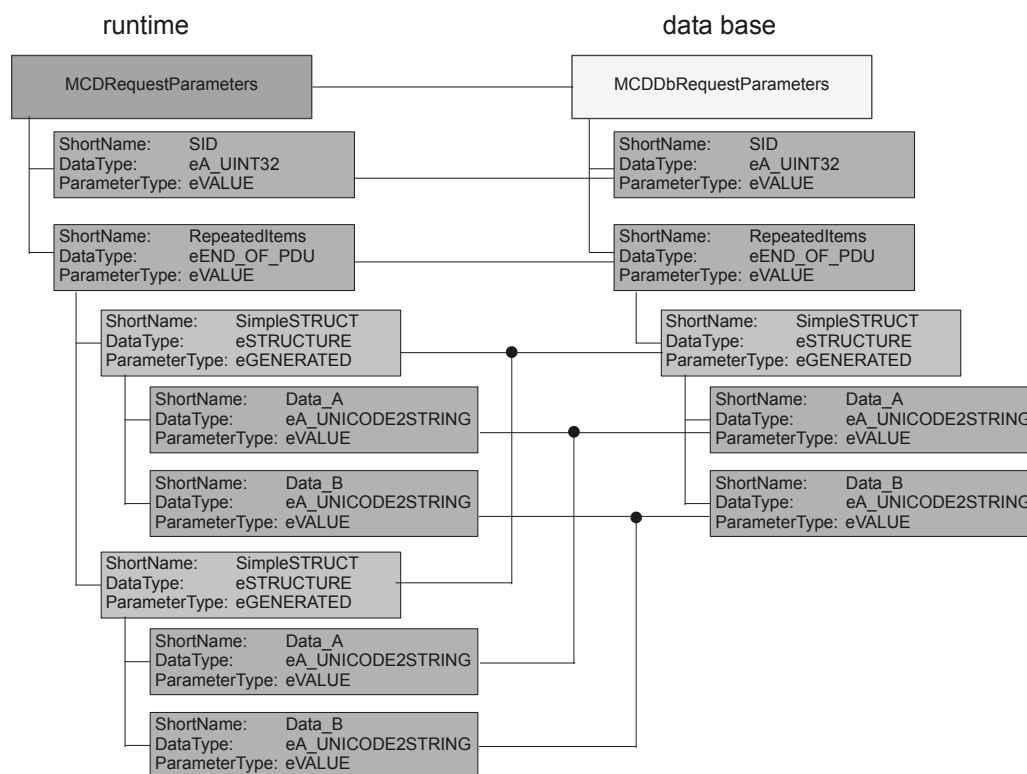 runtime
data base
MCDRequestParameters
MCDDbRequestParameters
ShortName: SID
DataType: eA_UINT32
ParameterType: eVALUE
ShortName: SID
DataType: eA_UINT32
ParameterType: eVALUE
ShortName: RepeatedItems
DataType: eEND_OF_PDU
ParameterType: eVALUE
ShortName: RepeatedItems
DataType: eEND_OF_PDU
ParameterType: eVALUE
ShortName: SimpleSTRUCT
DataType: eSTRUCTURE
ParameterType: eGENERATED
ShortName: SimpleSTRUCT
DataType: eSTRUCTURE
ParameterType: eGENERATED
ShortName: Data_A
DataType: eA_UNICODE2STRING
ParameterType: eVALUE
ShortName: Data_A
DataType: eA_UNICODE2STRING
ParameterType: eVALUE
ShortName: Data_B
DataType: eA_UNICODE2STRING
ParameterType: eVALUE
ShortName: Data_B
DataType: eA_UNICODE2STRING
ParameterType: eVALUE
ShortName: SimpleSTRUCT
DataType: eSTRUCTURE
ParameterType: eGENERATED
ShortName: Data_A
DataType: eA_UNICODE2STRING
ParameterType: eVALUE
ShortName: Data_B
DataType: eA_UNICODE2STRING
ParameterType: eVALUE